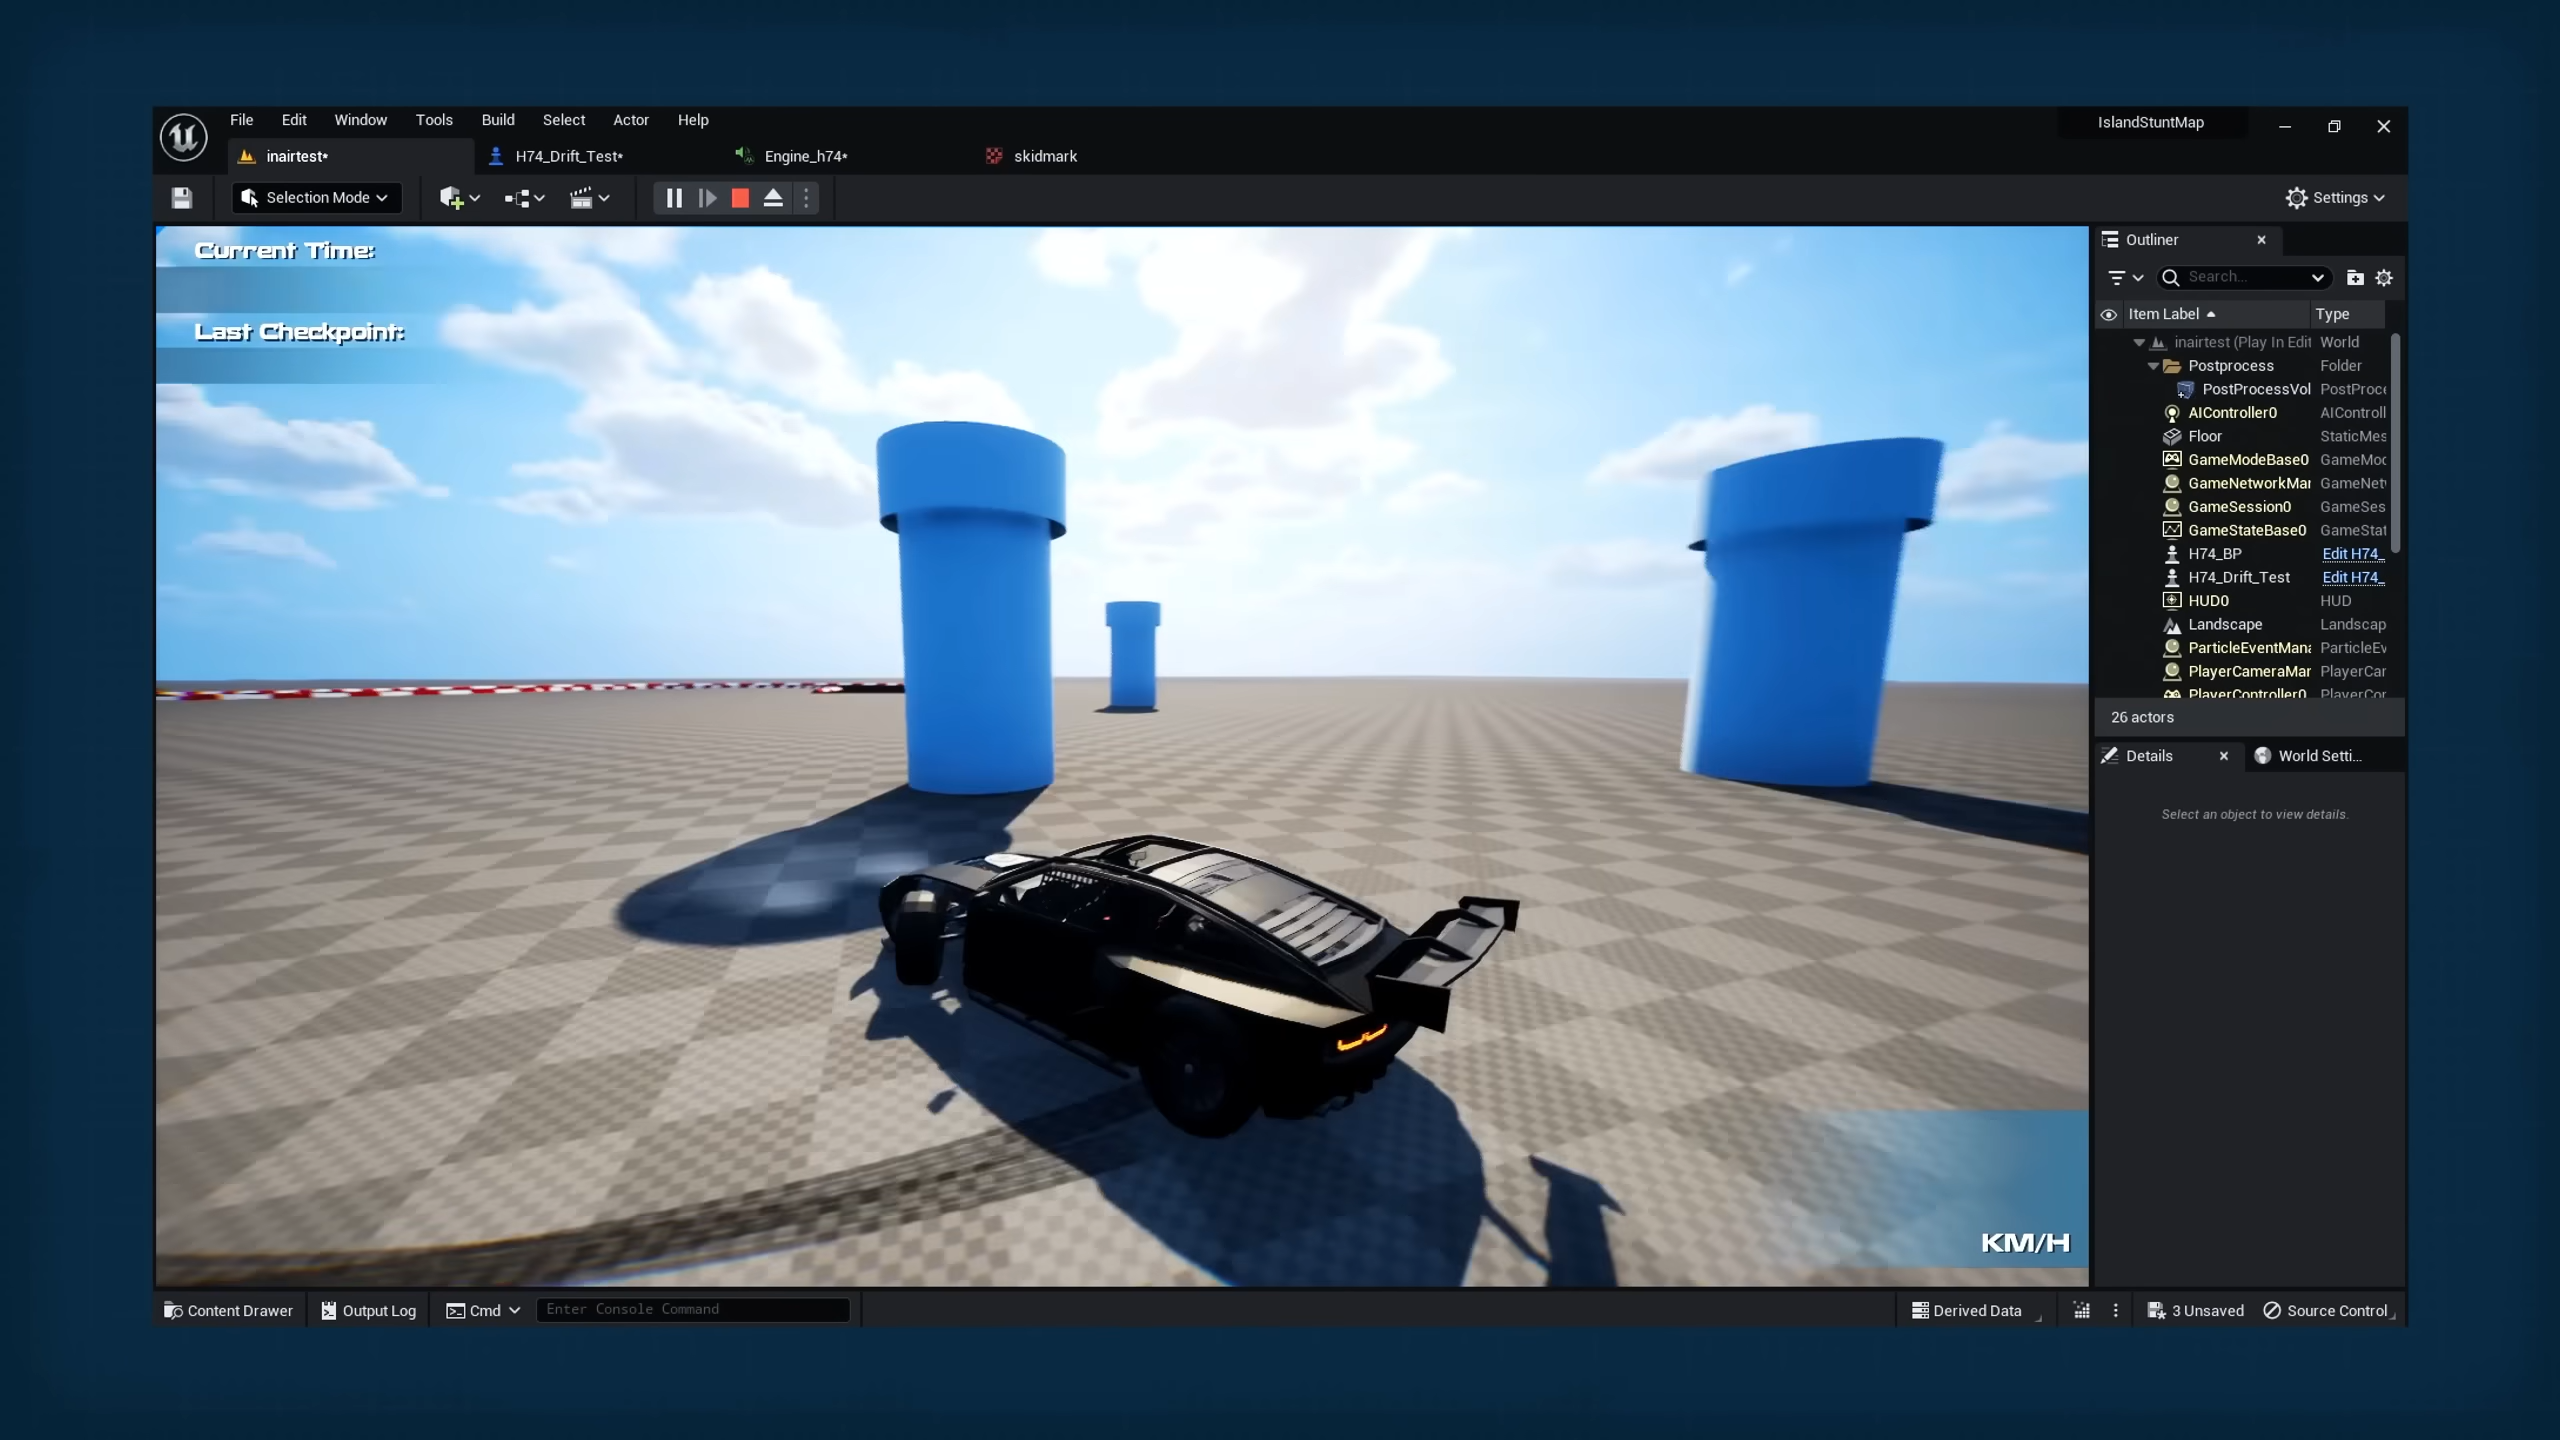 File Edit Window Tools Build Select Actor Help
IslandStuntMap
inairtest* H74_Drift_Test* Engine_h74* skidmark
Selection Mode
Settings
Current Time:
Last Checkpoint:
KM/H
Outliner
Search...
Item Label Type
inairtest (Play In Edit World
Postprocess Folder
PostProcessVol PostProce
AIController0 AIControll
Floor StaticMes
GameModeBase0 GameMod
GameNetworkMan GameNet
GameSession0 GameSes
GameStateBase0 GameStat
H74_BP Edit H74_
H74_Drift_Test Edit H74_
HUD0 HUD
Landscape Landscap
ParticleEventMana ParticleEv
PlayerCameraMar PlayerCar
PlayerController0 PlayerCor
26 actors
Details World Setti...
Select an object to view details.
Content Drawer Output Log Cmd Enter Console Command
Derived Data 3 Unsaved Source Control